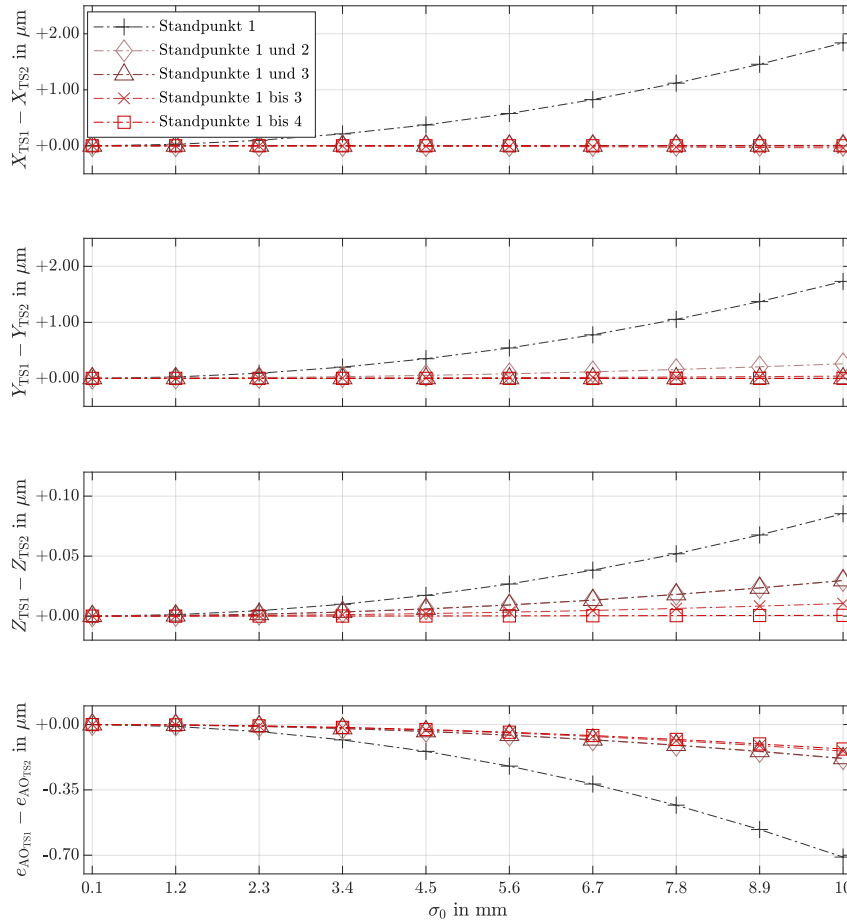 Standpunkt 1
Standpunkte 1 und 2
Standpunkte 1 und 3
Standpunkte 1 bis 3
Standpunkte 1 bis 4
X_TS1 − X_TS2 in µm
+2.00
+1.00
+0.00
Y_TS1 − Y_TS2 in µm
+2.00
+1.00
+0.00
Z_TS1 − Z_TS2 in µm
+0.10
+0.05
+0.00
e_AO_TS1 − e_AO_TS2 in µm
+0.00
-0.35
-0.70
0.1 1.2 2.3 3.4 4.5 5.6 6.7 7.8 8.9 10
σ₀ in mm